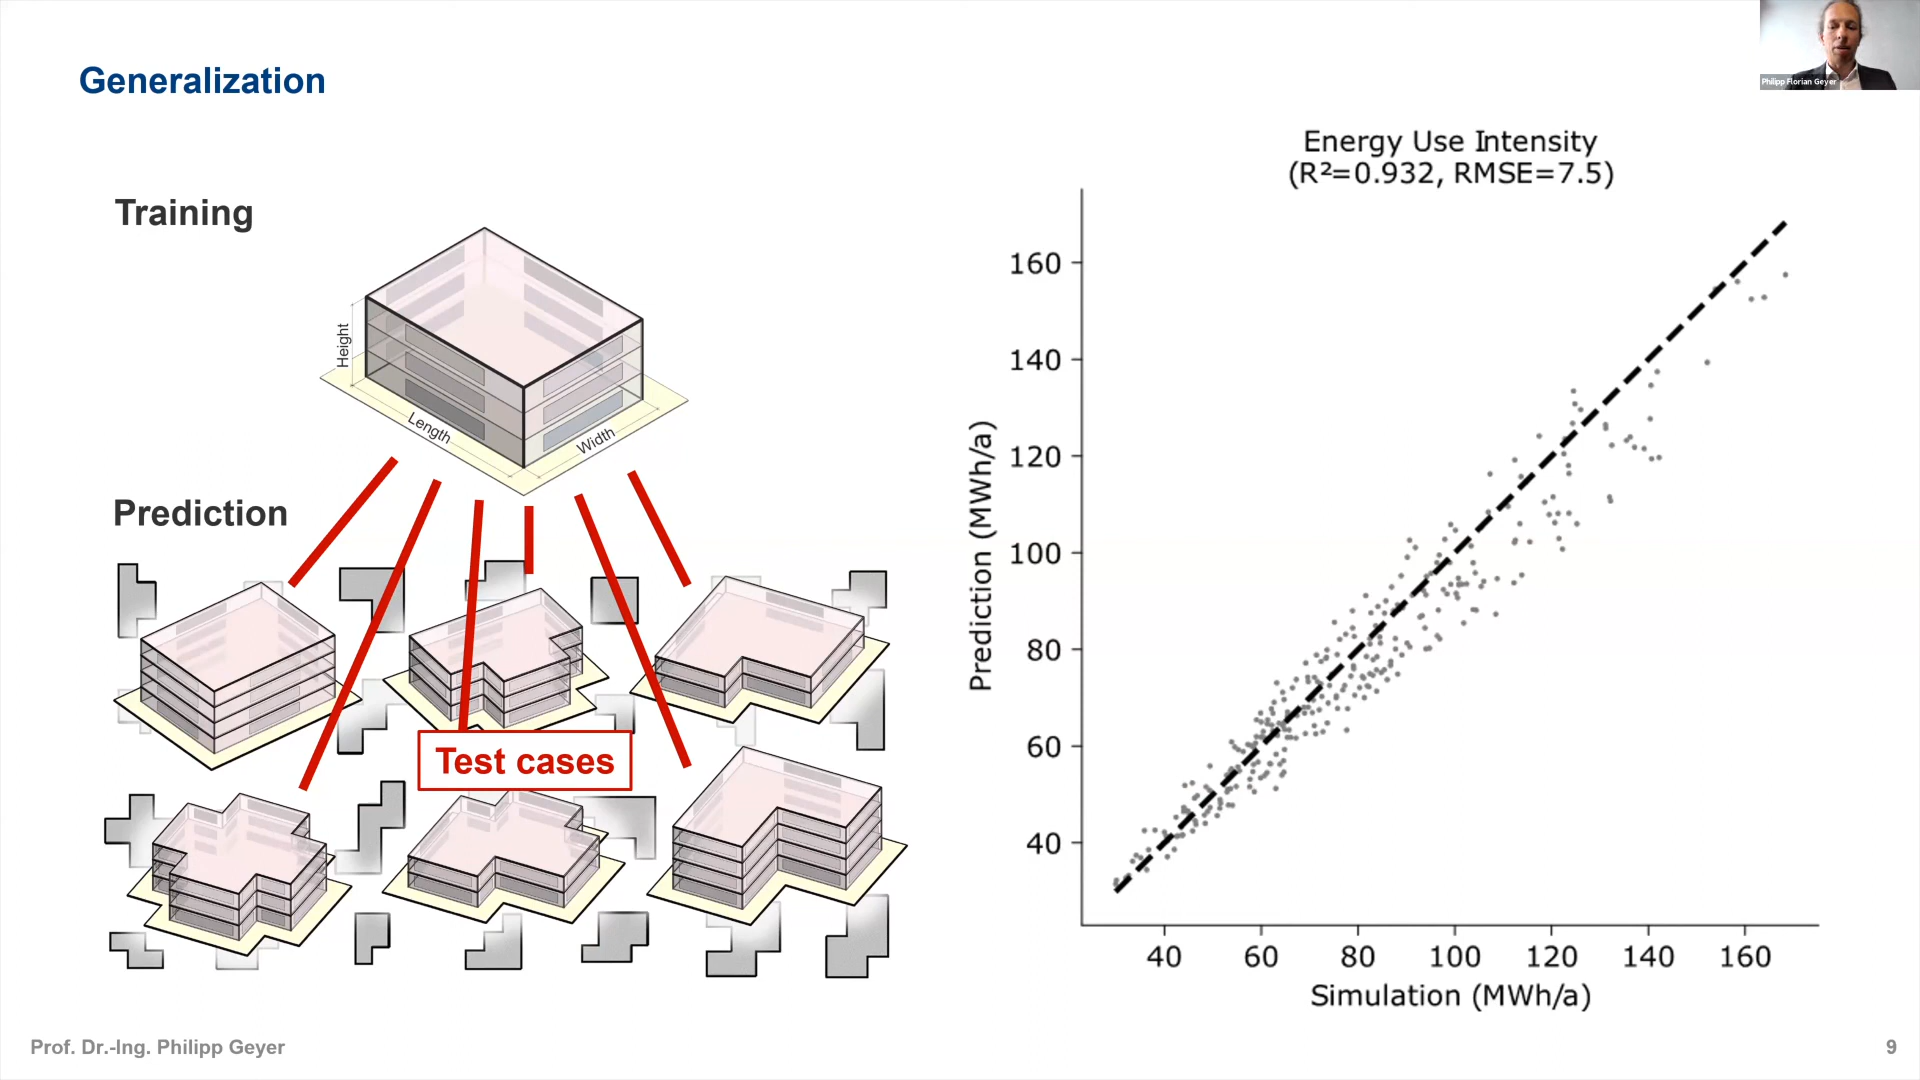 Generalization
Philipp Florian Geyer
Training
Height
Length
Width
Prediction
Test cases
Energy Use Intensity
(R²=0.932, RMSE=7.5)
Prediction (MWh/a)
160
140
120
100
80
60
40
40 60 80 100 120 140 160
Simulation (MWh/a)
Prof. Dr.-Ing. Philipp Geyer
9